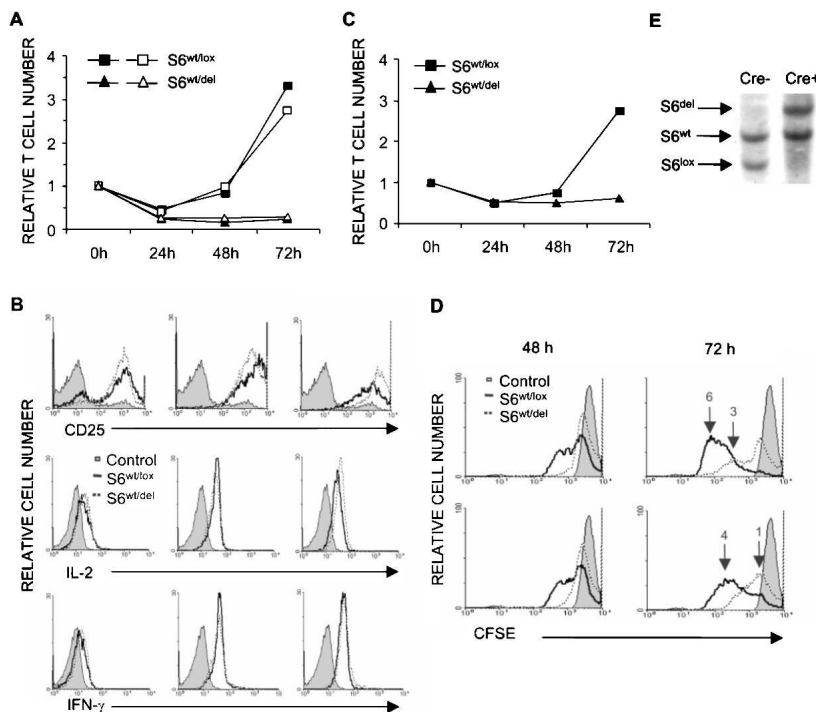 A
RELATIVE T CELL NUMBER
4
3
2
1
0
0h 24h 48h 72h
S6wt/lox
S6wt/del
C
RELATIVE T CELL NUMBER
4
3
2
1
0
0h 24h 48h 72h
S6wt/lox
S6wt/del
E
Cre- Cre+
S6del
S6wt
S6lox
B
RELATIVE CELL NUMBER
CD25
Control
S6wt/lox
S6wt/del
IL-2
IFN-γ
D
48 h 72 h
RELATIVE CELL NUMBER
Control
S6wt/lox
S6wt/del
6 3
4 1
CFSE